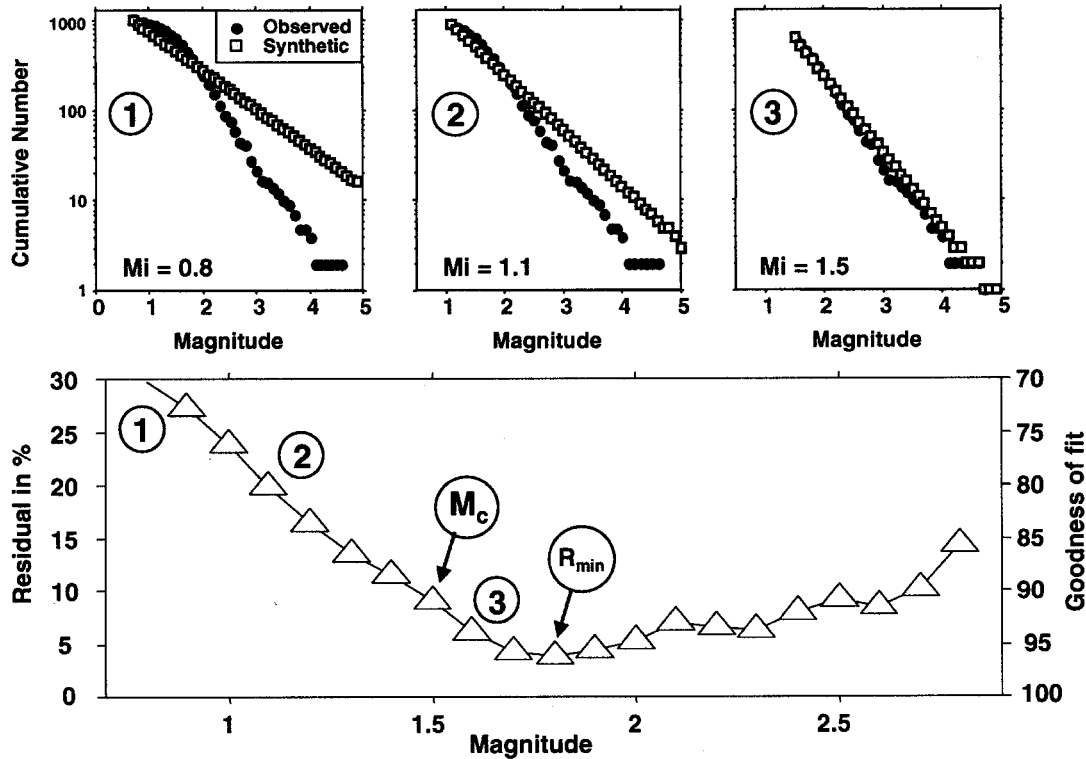 1000
100
10
1
Cumulative Number
Observed
Synthetic
1
Mi = 0.8
0 1 2 3 4 5
Magnitude
2
Mi = 1.1
1 2 3 4 5
Magnitude
3
Mi = 1.5
1 2 3 4 5
Magnitude
30
25
20
15
10
5
0
Residual in %
1
2
Mc
3
Rmin
70
75
80
85
90
95
100
Goodness of fit
1 1.5 2 2.5
Magnitude